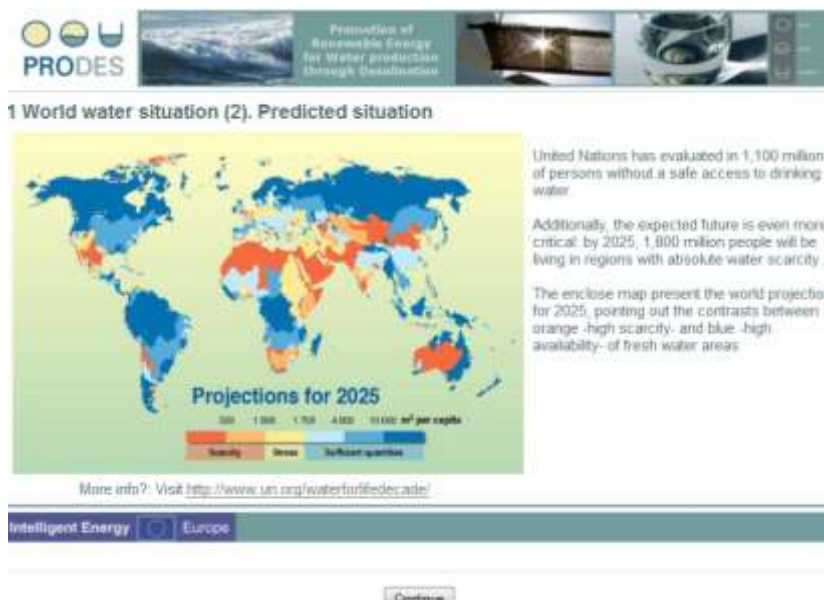 PRODES
Promotion of
Renewable Energy
for Water production
through Desalination
1 World water situation (2). Predicted situation
United Nations has evaluated in 1,100 million
of persons without a safe access to drinking
water
Additionally, the expected future is even more
critical: by 2025, 1,800 million people will be
living in regions with absolute water scarcity.
The enclose map present the world projectio
for 2025, pointing out the contrasts between
orange -high scarcity- and blue -high
availability- of fresh water areas
Projections for 2025
500 1 000 1 700 4 000 10 000 m³ per capita
Scarcity Stress Sufficient quantities
More info?: Visit http://www.un.org/waterforlifedecade/
Intelligent Energy Europe
Continue